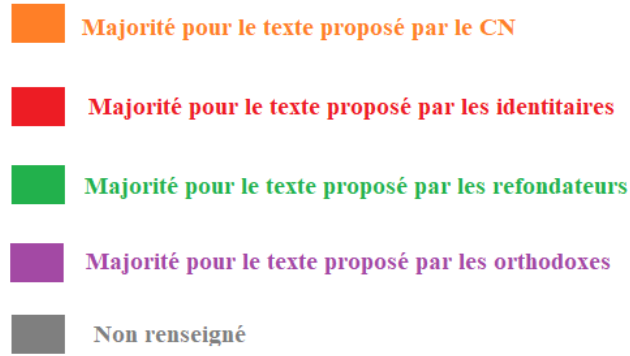 Majorité pour le texte proposé par le CN
Majorité pour le texte proposé par les identitaires
Majorité pour le texte proposé par les refondateurs
Majorité pour le texte proposé par les orthodoxes
Non renseigné